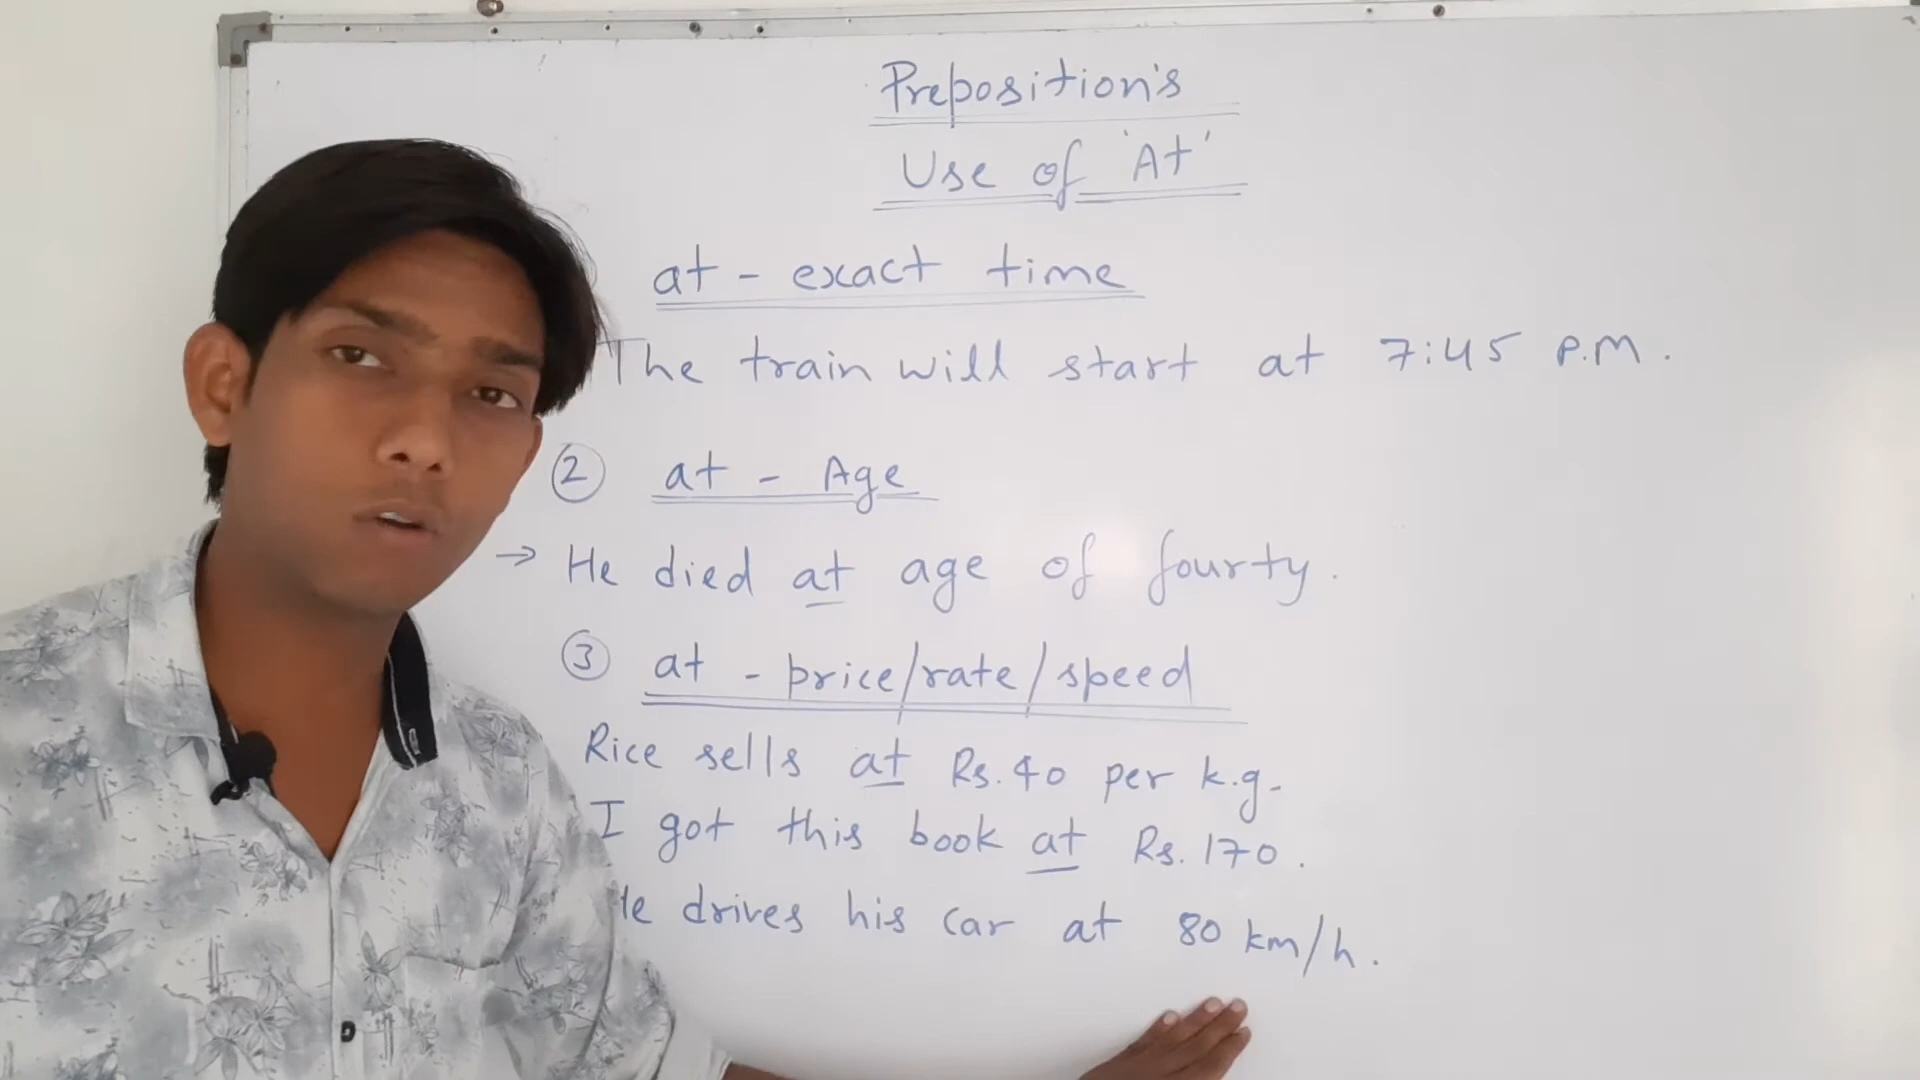 Preposition's
Use of 'At'
at - exact time
The train will start at 7:45 P.M.
② at - Age
→ He died at age of fourty.
③ at - price/rate/speed
Rice sells at Rs. 40 per k.g.
I got this book at Rs. 170.
He drives his car at 80 km/h.